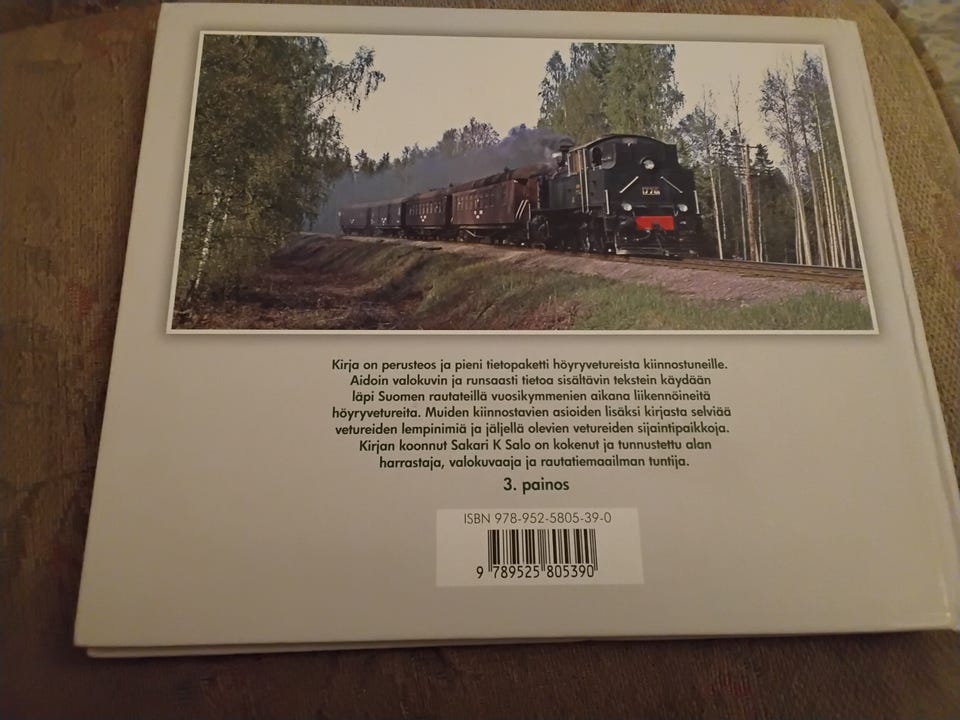 Kirja on perusteos ja pieni tietopaketti höyryvetureista kiinnostuneille.
Aidoin valokuvin ja runsaasti tietoa sisältävin tekstein käydään
läpi Suomen rautateillä vuosikymmenien aikana liikennöineitä
höyryvetureita. Muiden kiinnostavien asioiden lisäksi kirjasta selviää
vetureiden lempinimiä ja jäljellä olevien vetureiden sijaintipaikkoja.
Kirjan koonnut Sakari K Salo on kokenut ja tunnustettu alan
harrastaja, valokuvaaja ja rautatiemaailman tuntija.
3. painos
ISBN 978-952-5805-39-0
9 789525 805390